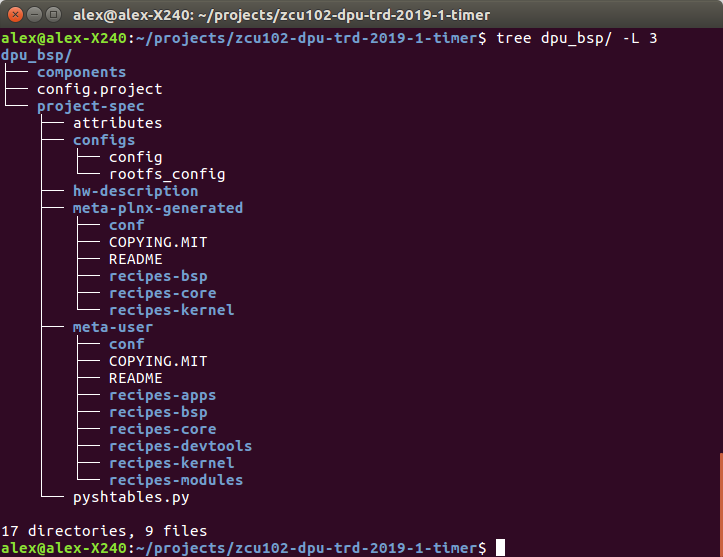 alex@alex-X240: ~/projects/zcu102-dpu-trd-2019-1-timer
alex@alex-X240:~/projects/zcu102-dpu-trd-2019-1-timer$ tree dpu_bsp/ -L 3
dpu_bsp/
├── components
├── config.project
└── project-spec
    ├── attributes
    ├── configs
    │   ├── config
    │   └── rootfs_config
    ├── hw-description
    ├── meta-plnx-generated
    │   ├── conf
    │   ├── COPYING.MIT
    │   ├── README
    │   ├── recipes-bsp
    │   ├── recipes-core
    │   └── recipes-kernel
    ├── meta-user
    │   ├── conf
    │   ├── COPYING.MIT
    │   ├── README
    │   ├── recipes-apps
    │   ├── recipes-bsp
    │   ├── recipes-core
    │   ├── recipes-devtools
    │   ├── recipes-kernel
    │   └── recipes-modules
    └── pyshtables.py
17 directories, 9 files
alex@alex-X240:~/projects/zcu102-dpu-trd-2019-1-timer$